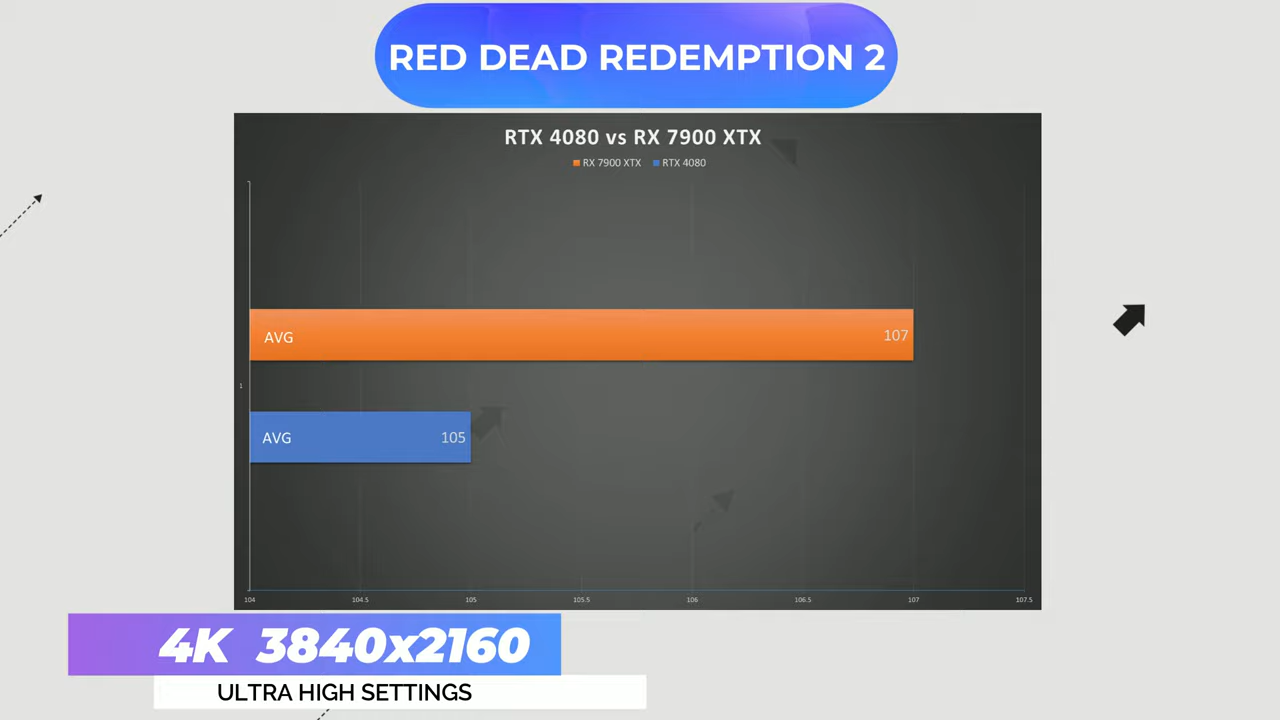 RED DEAD REDEMPTION 2
RTX 4080 vs RX 7900 XTX
RX 7900 XTX RTX 4080
AVG 107
1
AVG 105
104 104.5 105 105.5 106 106.5 107 107.5
4K 3840x2160
ULTRA HIGH SETTINGS